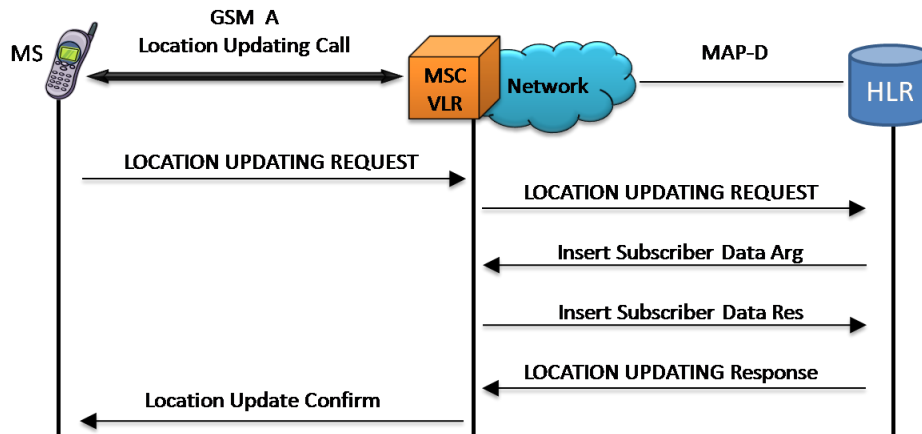 GSM A
Location Updating Call
MS
MSC
VLR
Network
MAP-D
HLR
LOCATION UPDATING REQUEST
LOCATION UPDATING REQUEST
Insert Subscriber Data Arg
Insert Subscriber Data Res
LOCATION UPDATING Response
Location Update Confirm